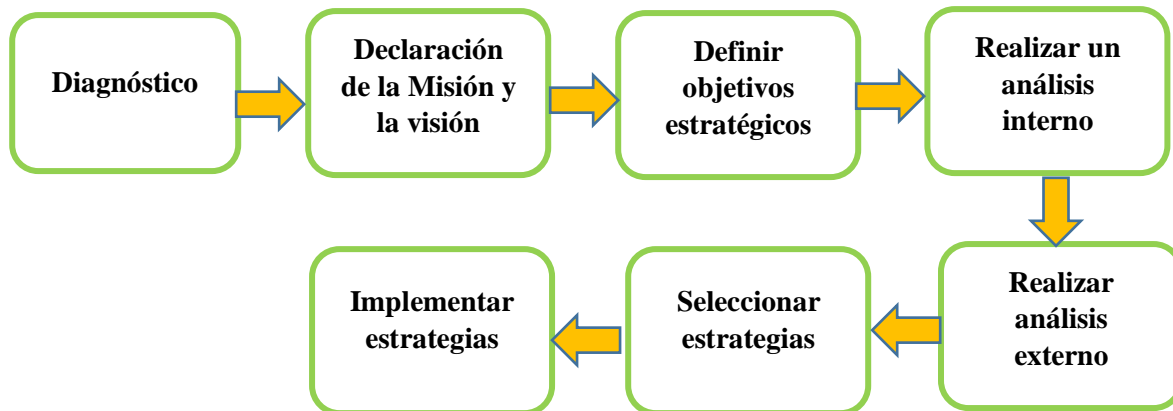 Diagnóstico
Declaración
de la Misión y
la visión
Definir
objetivos
estratégicos
Realizar un
análisis
interno
Realizar
análisis
externo
Seleccionar
estrategias
Implementar
estrategias